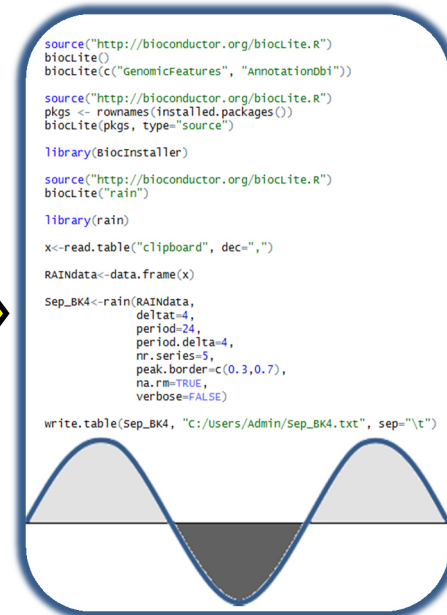 source("http://bioconductor.org/biocLite.R")
biocLite()
biocLite(c("GenomicFeatures", "AnnotationDbi"))
source("http://bioconductor.org/biocLite.R")
pkgs <- rownames(installed.packages())
biocLite(pkgs, type="source")
library(BiocInstaller)
source("http://bioconductor.org/biocLite.R")
biocLite("rain")
library(rain)
x<-read.table("clipboard", dec=",")
RAINdata<-data.frame(x)
Sep_BK4<-rain(RAINdata,
deltat=4,
period=24,
period.delta=4,
nr.series=5,
peak.border=c(0.3,0.7),
na.rm=TRUE,
verbose=FALSE)
write.table(Sep_BK4, "C:/Users/Admin/Sep_BK4.txt", sep="\t")